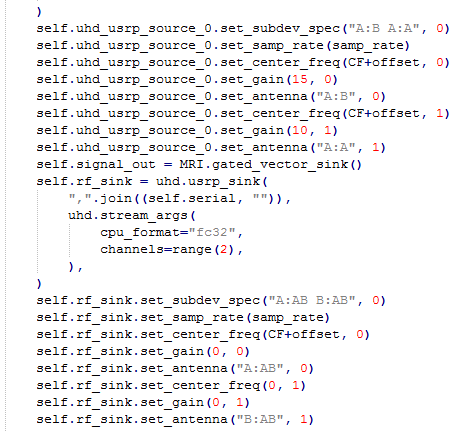 )
self.uhd_usrp_source_0.set_subdev_spec("A:B A:A", 0)
self.uhd_usrp_source_0.set_samp_rate(samp_rate)
self.uhd_usrp_source_0.set_center_freq(CF+offset, 0)
self.uhd_usrp_source_0.set_gain(15, 0)
self.uhd_usrp_source_0.set_antenna("A:B", 0)
self.uhd_usrp_source_0.set_center_freq(CF+offset, 1)
self.uhd_usrp_source_0.set_gain(10, 1)
self.uhd_usrp_source_0.set_antenna("A:A", 1)
self.signal_out = MRI.gated_vector_sink()
self.rf_sink = uhd.usrp_sink(
    ",".join((self.serial, "")),
    uhd.stream_args(
        cpu_format="fc32",
        channels=range(2),
    ),
)
self.rf_sink.set_subdev_spec("A:AB B:AB", 0)
self.rf_sink.set_samp_rate(samp_rate)
self.rf_sink.set_center_freq(CF+offset, 0)
self.rf_sink.set_gain(0, 0)
self.rf_sink.set_antenna("A:AB", 0)
self.rf_sink.set_center_freq(0, 1)
self.rf_sink.set_gain(0, 1)
self.rf_sink.set_antenna("B:AB", 1)